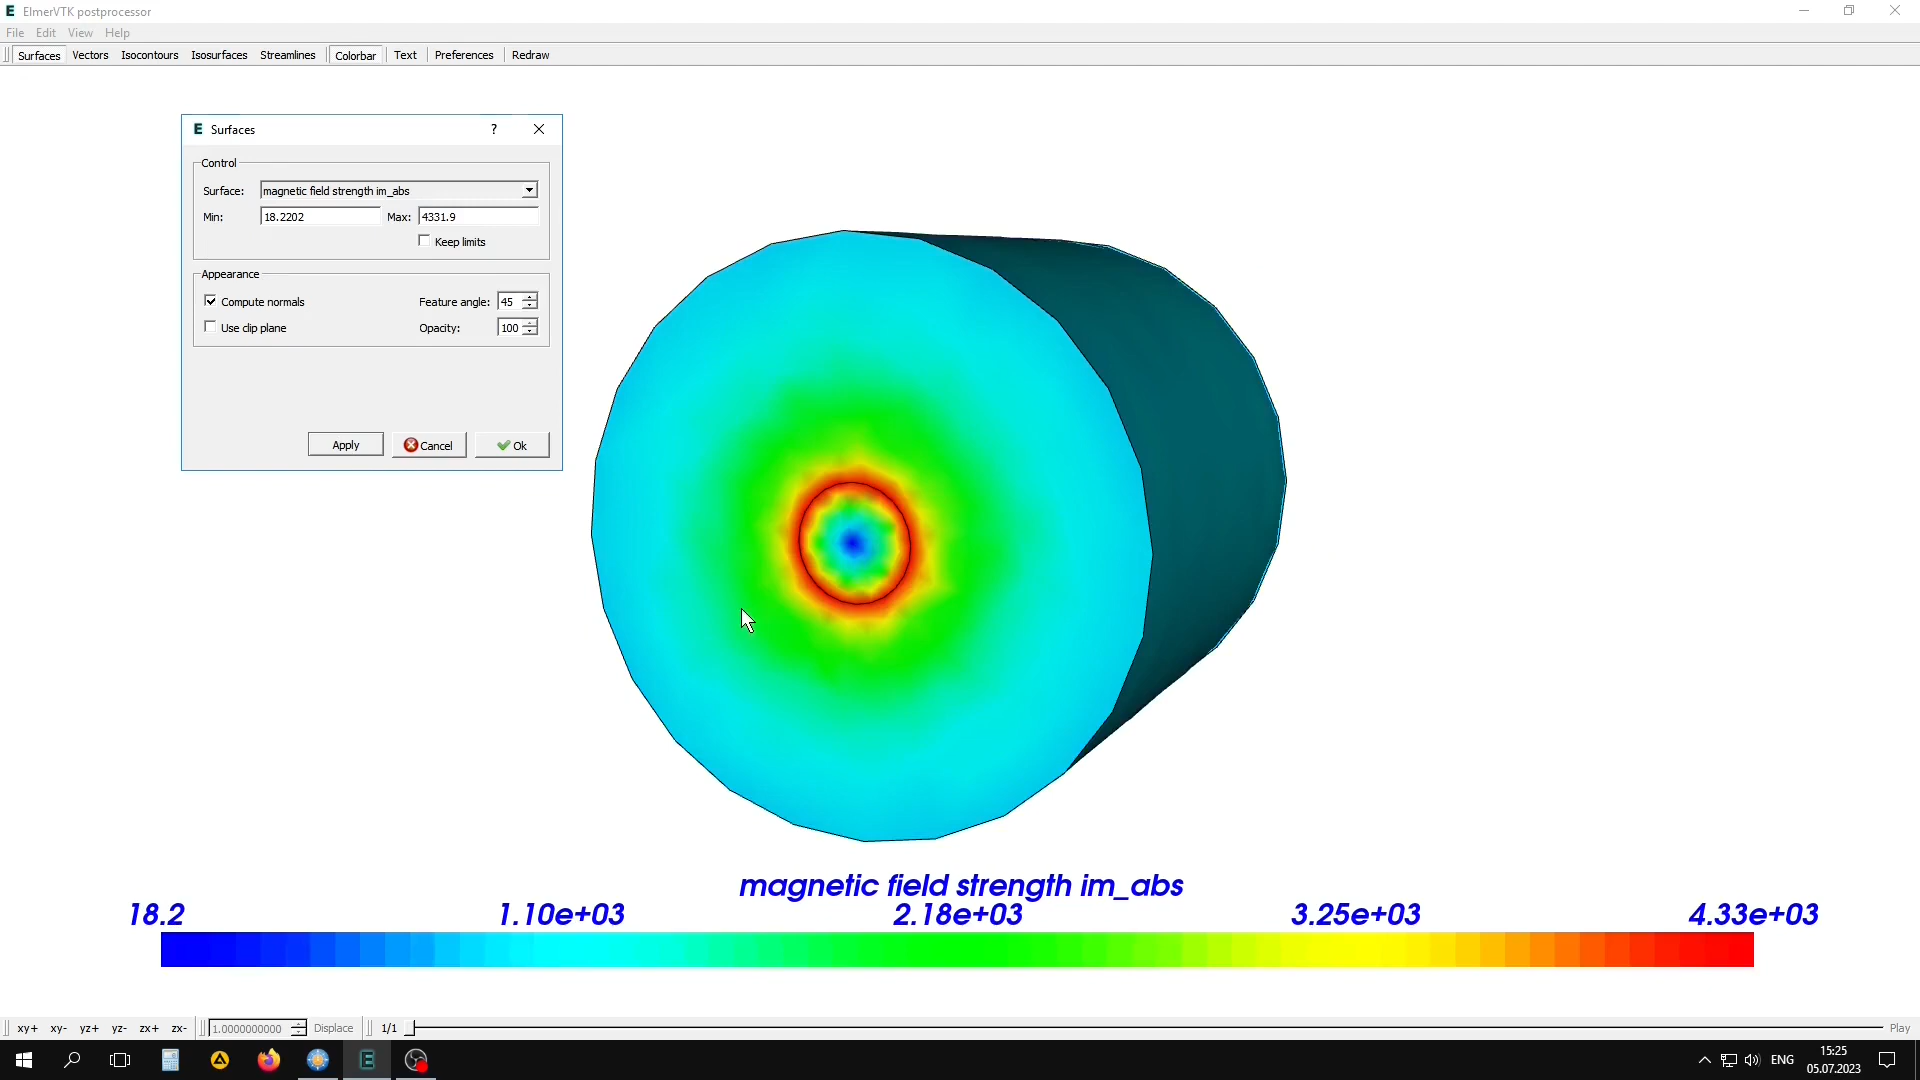 ElmerVTK postprocessor
File Edit View Help
Surfaces Vectors Isocontours Isosurfaces Streamlines Colorbar Text Preferences Redraw
Surfaces ?
Control
Surface: magnetic field strength im_abs
Min: 18.2202 Max: 4331.9
Keep limits
Appearance
Compute normals Feature angle: 45
Use clip plane Opacity: 100
Apply Cancel Ok
magnetic field strength im_abs
18.2 1.10e+03 2.18e+03 3.25e+03 4.33e+03
xy+ xy- yz+ yz- zx+ zx- 1.0000000000 Displace 1/1 Play
ENG 15:25
05.07.2023